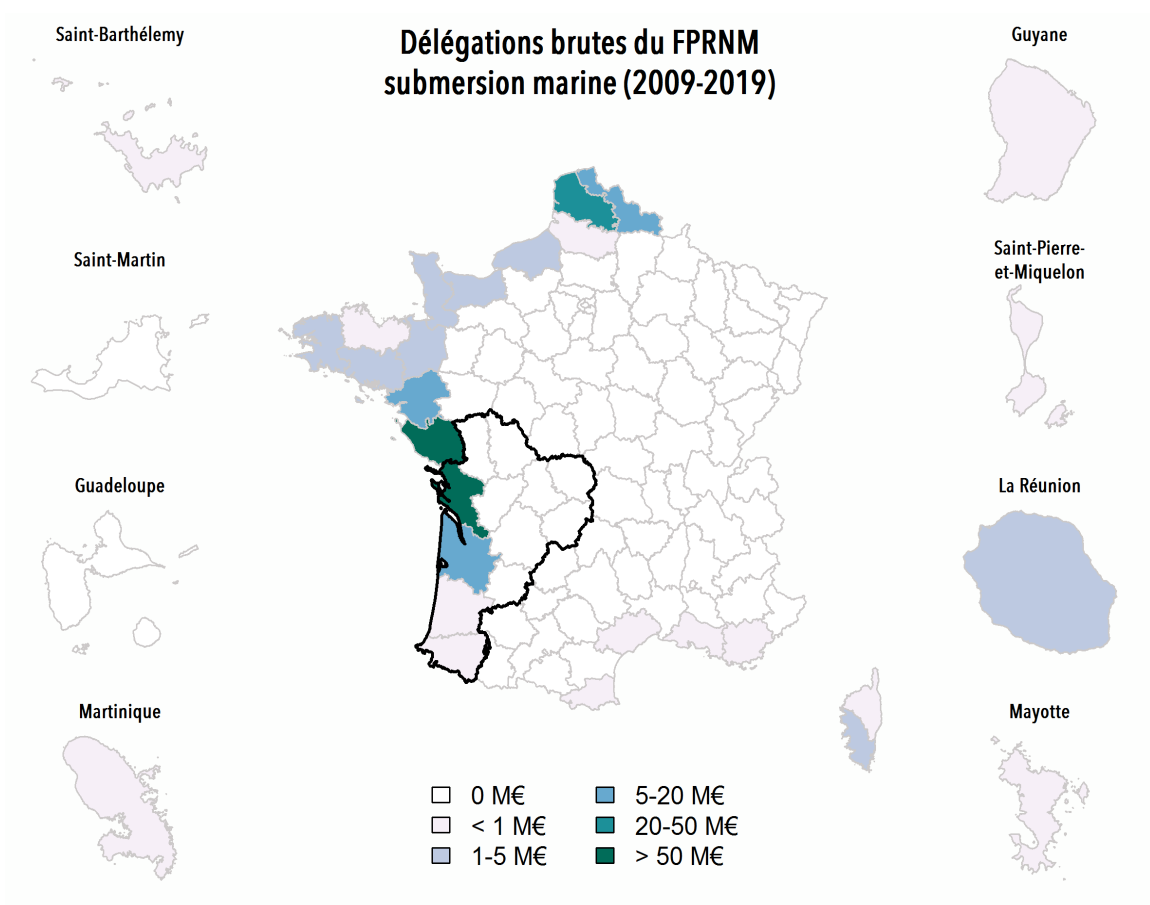 Délégations brutes du FPRNM
submersion marine (2009-2019)
Saint-Barthélemy
Saint-Martin
Guadeloupe
Martinique
Guyane
Saint-Pierre-
et-Miquelon
La Réunion
Mayotte
0 M€
< 1 M€
1-5 M€
5-20 M€
20-50 M€
> 50 M€